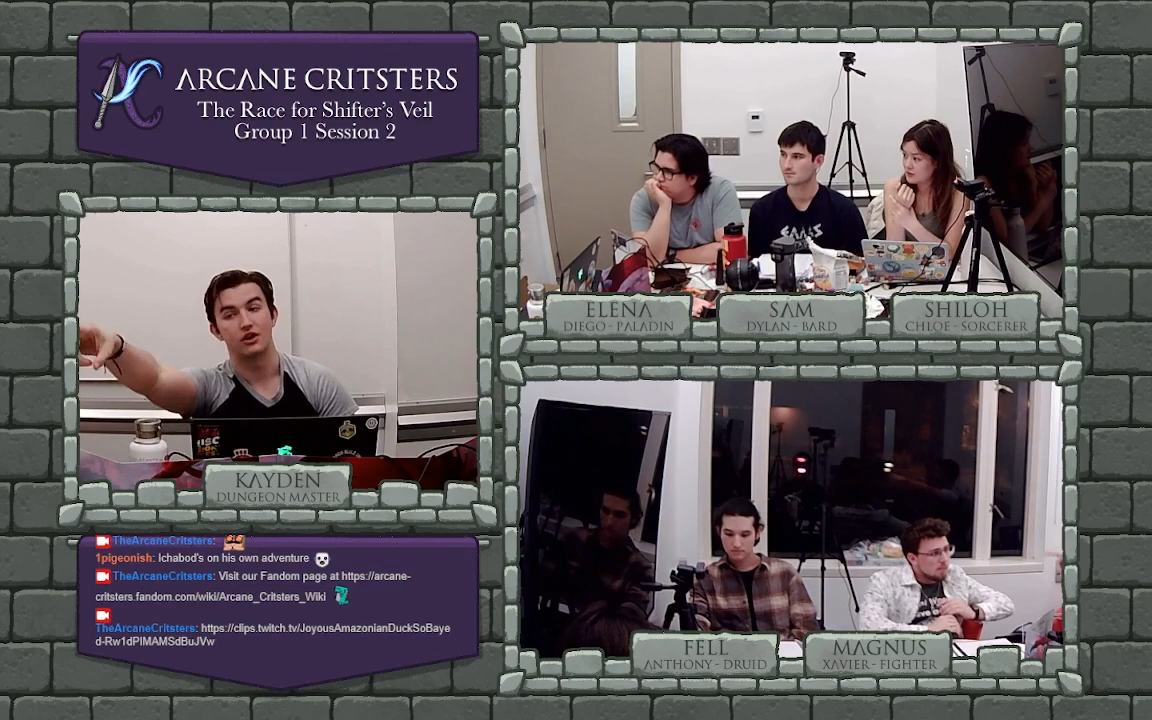 ARCANE CRITSTERS
The Race for Shifter's Veil
Group 1 Session 2
ELENA
DIEGO - PALADIN
SAM
DYLAN - BARD
SHILOH
CHLOE - SORCERER
KAYDEN
DUNGEON MASTER
FELL
ANTHONY - DRUID
MAGNUS
XAVIER - FIGHTER
TheArcaneCritsters:
1pigeonish: Ichabod's on his own adventure
TheArcaneCritsters: Visit our Fandom page at https://arcane-
critsters.fandom.com/wiki/Arcane_Critsters_Wiki
TheArcaneCritsters: https://clips.twitch.tv/JoyousAmazonianDuckSoBaye
d-Rw1dPIMAMSdBuJVw